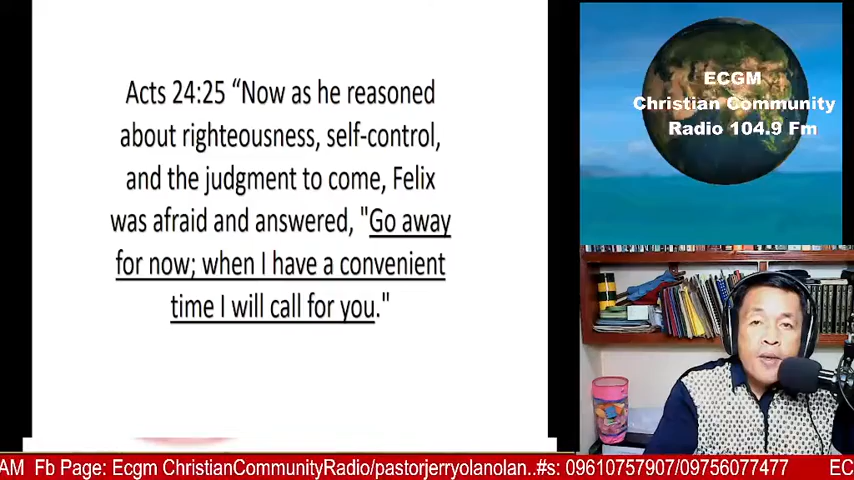 Acts 24:25 “Now as he reasoned
about righteousness, self-control,
and the judgment to come, Felix
was afraid and answered, "Go away
for now; when I have a convenient
time I will call for you."
ECGM
Christian Community
Radio 104.9 Fm
AM Fb Page: Ecgm ChristianCommunityRadio/pastorjerryolanolan..#s: 09610757907/09756077477 EC